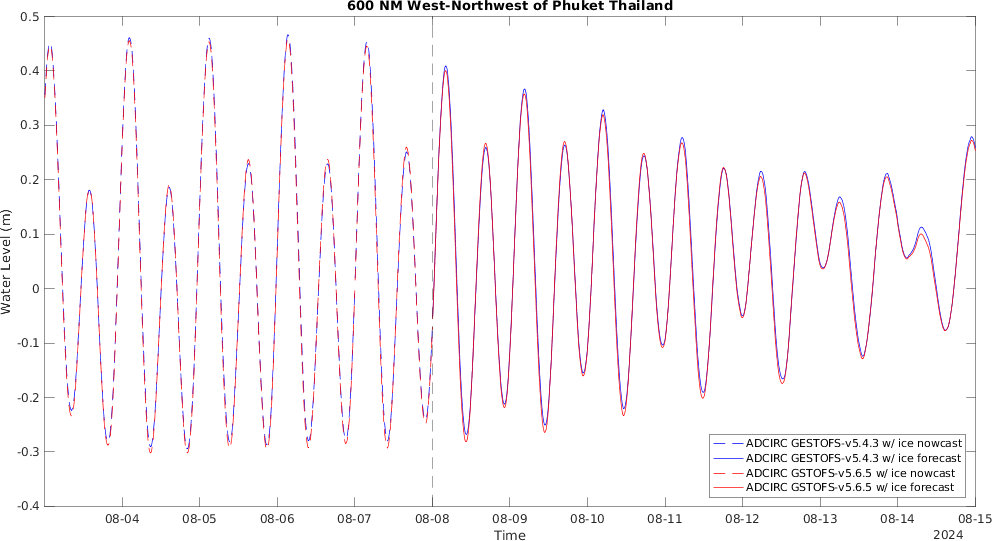 600 NM West-Northwest of Phuket Thailand
0.5
0.4
0.3
0.2
0.1
0
-0.1
-0.2
-0.3
-0.4
Water Level (m)
ADCIRC GESTOFS-v5.4.3 w/ ice nowcast
ADCIRC GESTOFS-v5.4.3 w/ ice forecast
ADCIRC GSTOFS-v5.6.5 w/ ice nowcast
ADCIRC GSTOFS-v5.6.5 w/ ice forecast
08-04 08-05 08-06 08-07 08-08 08-09 08-10 08-11 08-12 08-13 08-14 08-15
Time
2024